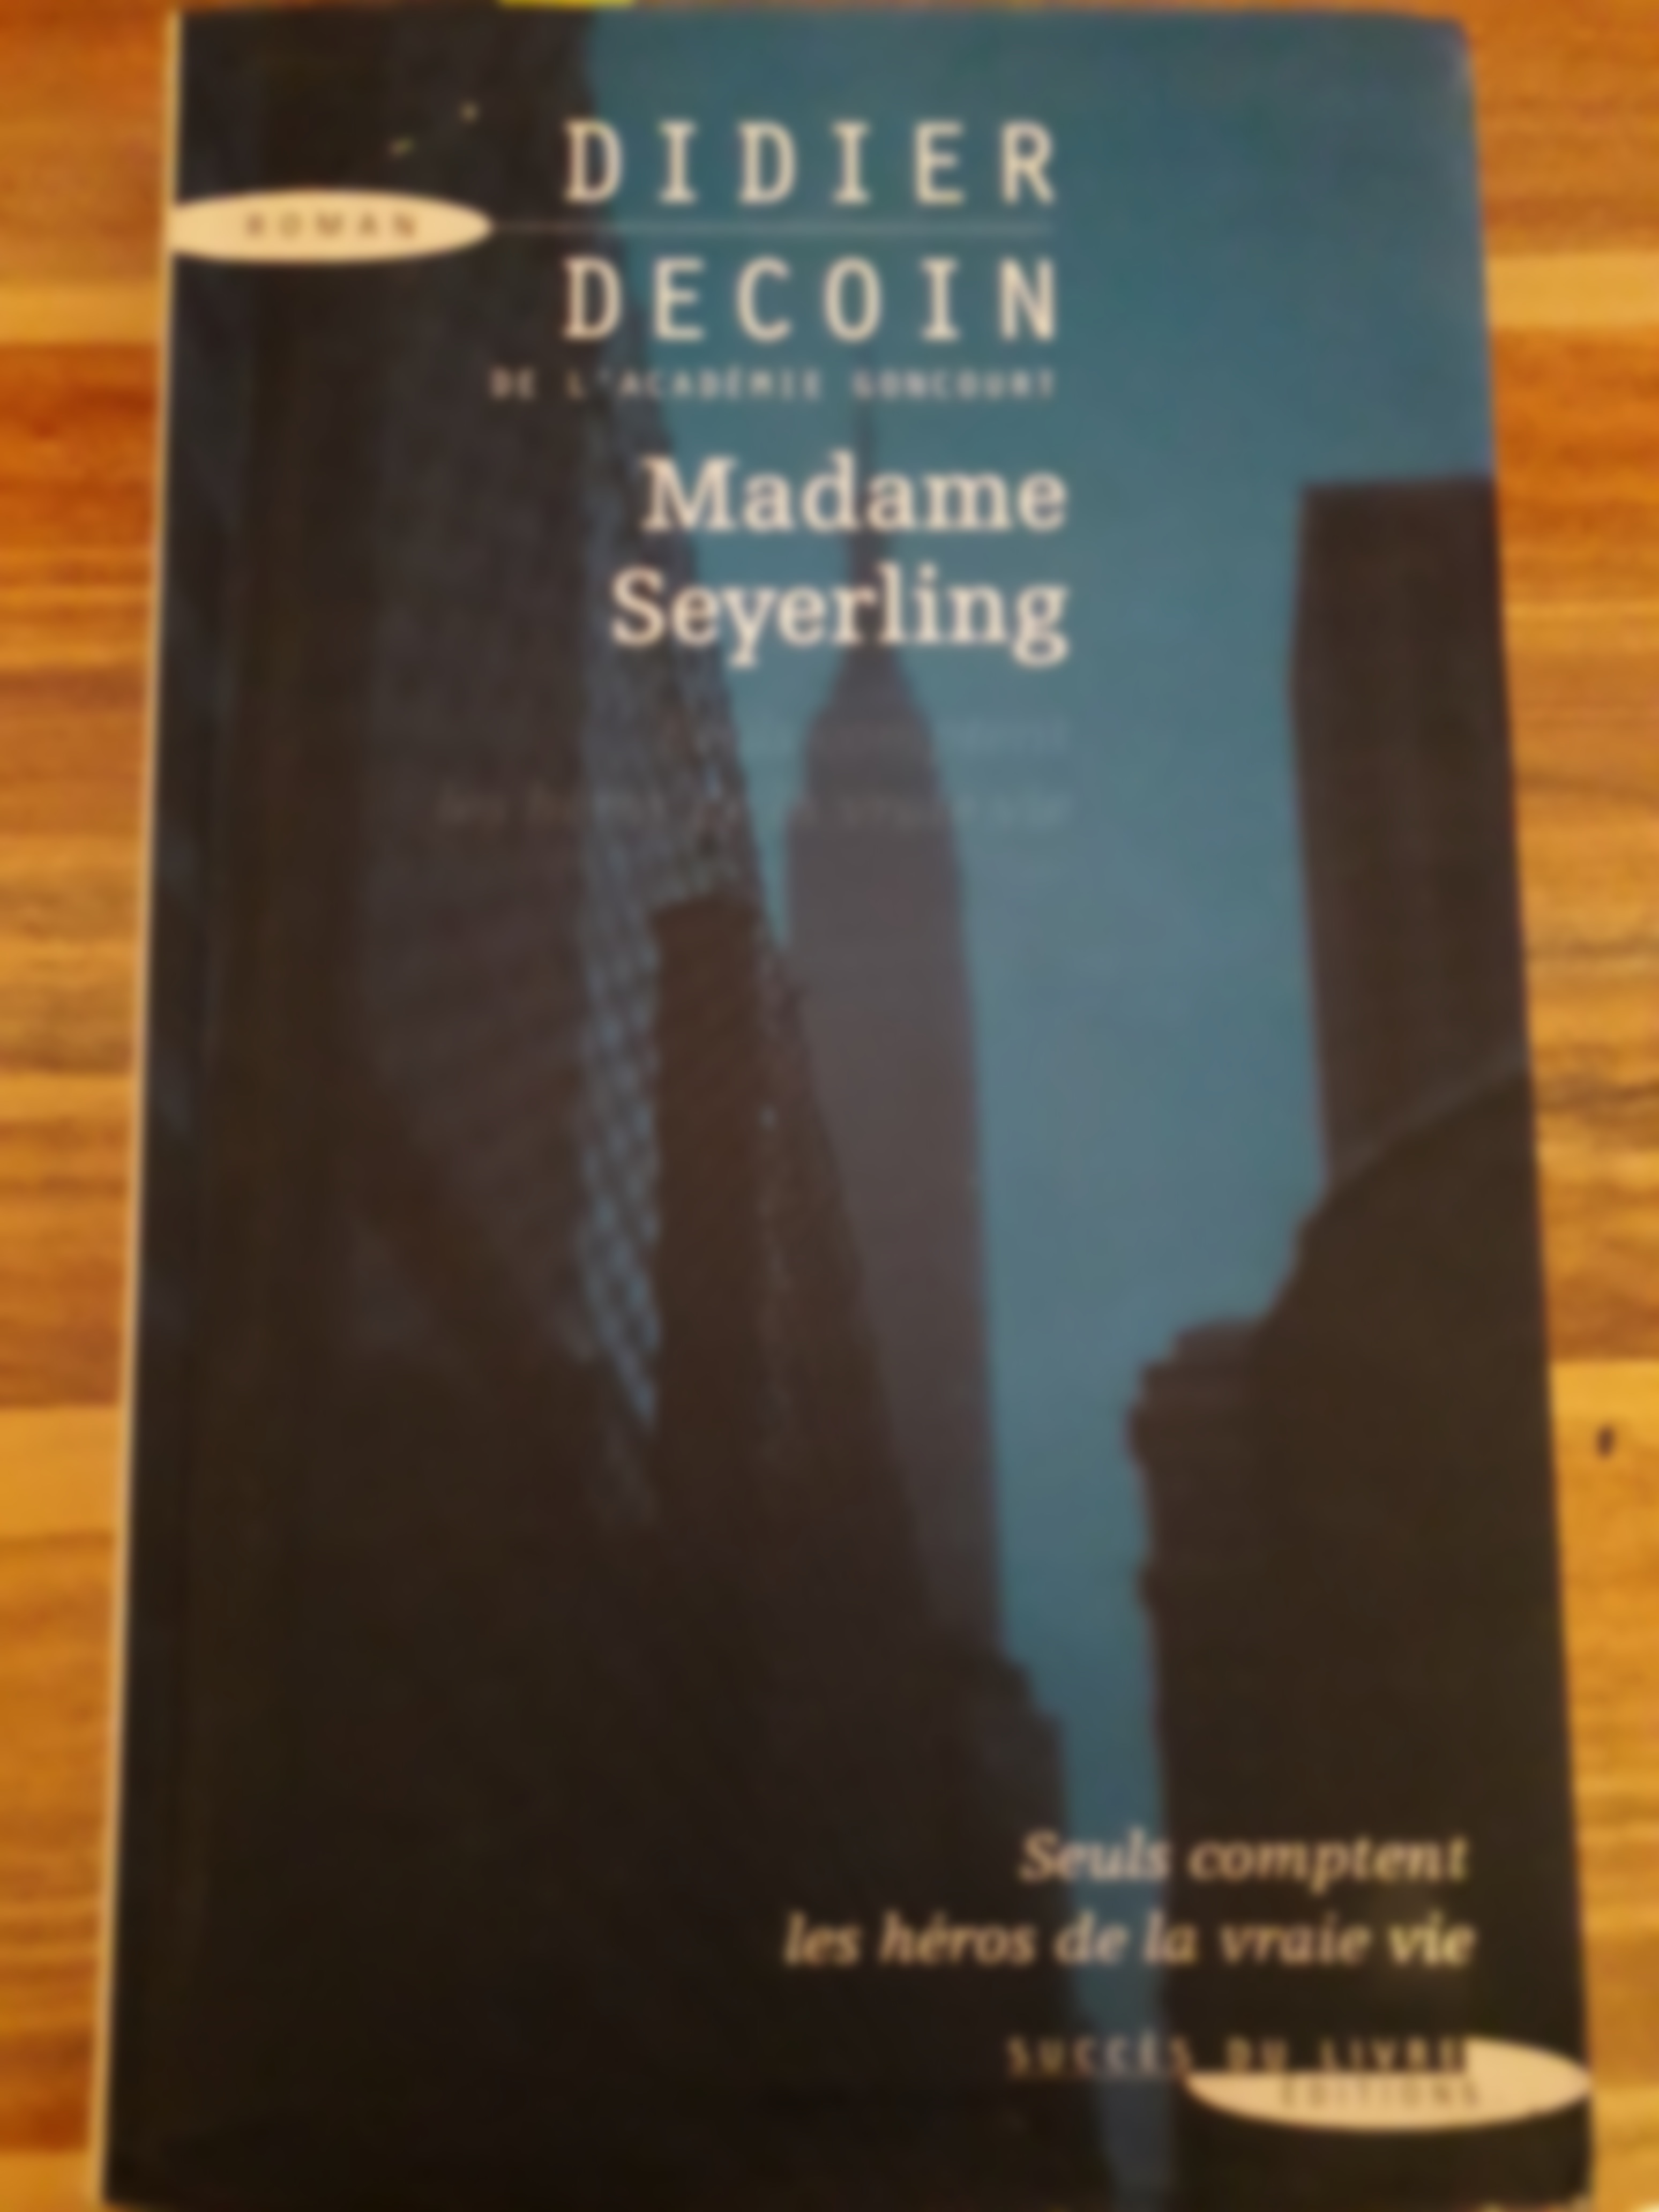 DIDIER
ROMAN
DECOIN
DE L'ACADÉMIE GONCOURT
Madame
Seyerling
Seuls comptent
les héros de la vraie vie
SUCCÈS DU LIVRE
ÉDITIONS